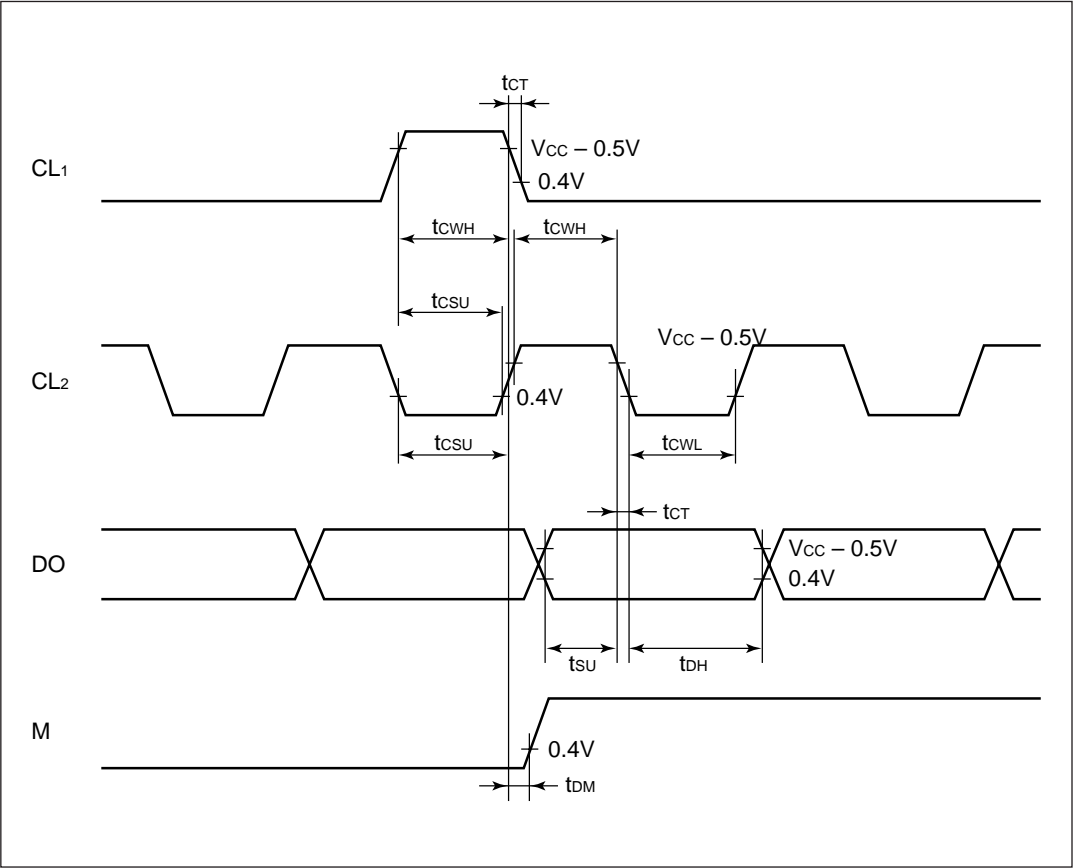 tCT
CL1
VCC – 0.5V
0.4V
tCWH
tCWH
tCSU
VCC – 0.5V
CL2
0.4V
tCSU
tCWL
tCT
DO
VCC – 0.5V
0.4V
tSU
tDH
M
0.4V
tDM